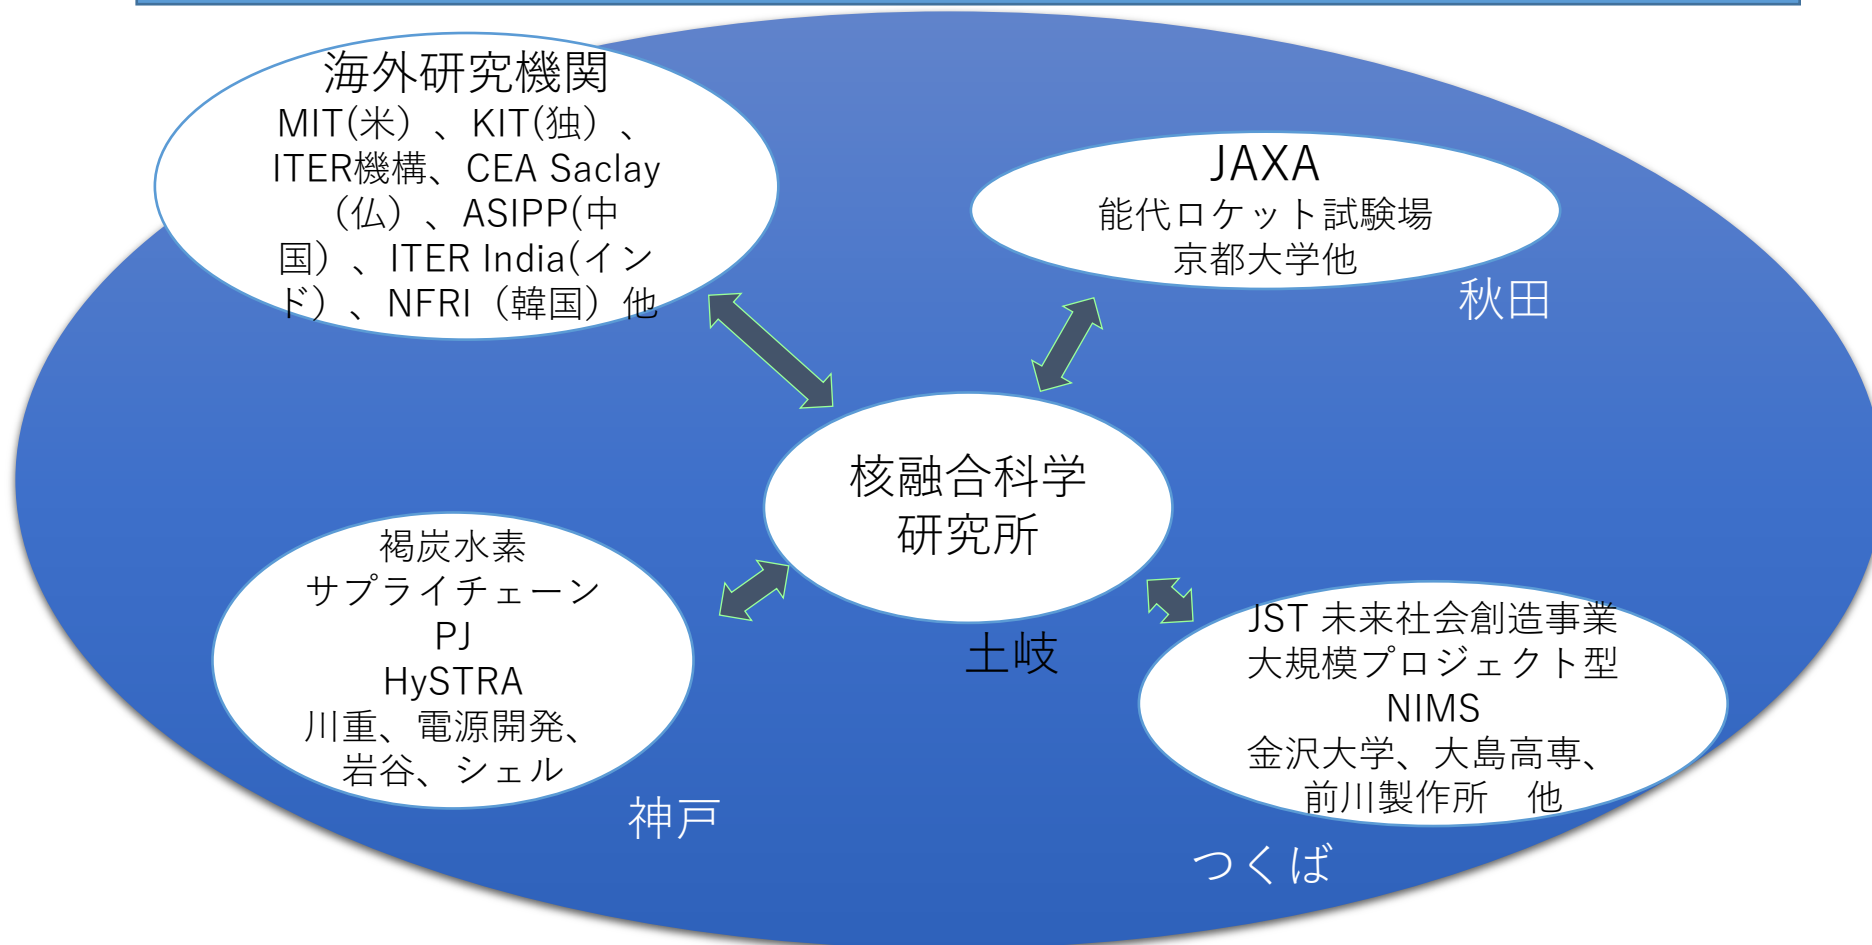 海外研究機関
MIT(米）、KIT(独）、
ITER機構、CEA Saclay
（仏）、ASIPP(中
国）、ITER India(イン
ド）、NFRI（韓国）他
JAXA
能代ロケット試験場
京都大学他
秋田
核融合科学
研究所
土岐
褐炭水素
サプライチェーン
PJ
HySTRA
川重、電源開発、
岩谷、シェル
神戸
JST 未来社会創造事業
大規模プロジェクト型
NIMS
金沢大学、大島高専、
前川製作所　他
つくば